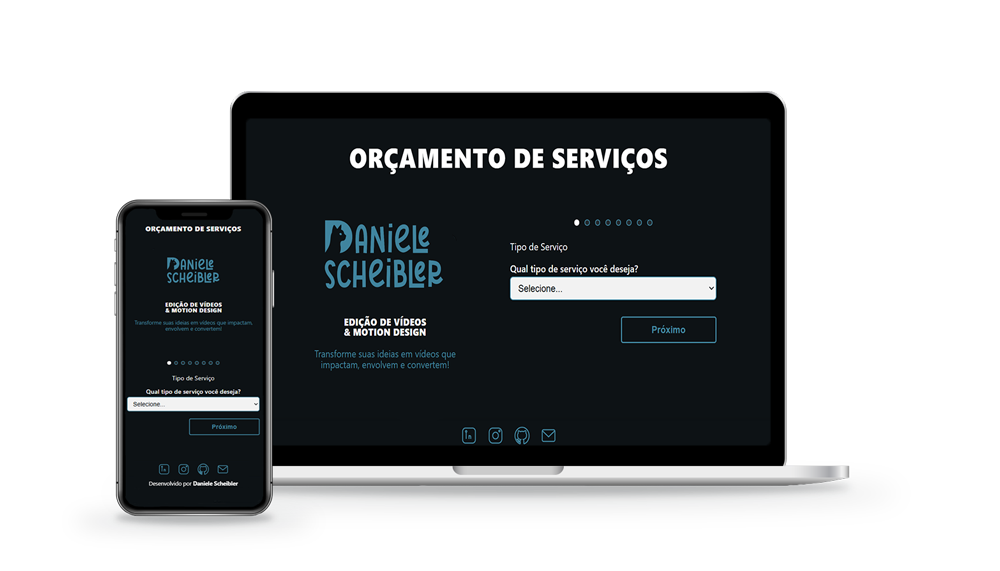 ORÇAMENTO DE SERVIÇOS
DANIELE
SCHEIBLER
EDIÇÃO DE VÍDEOS
& MOTION DESIGN
Transforme suas ideias em vídeos que
impactam, envolvem e convertem!
Tipo de Serviço
Qual tipo de serviço você deseja?
Selecione...
Próximo
in
ORÇAMENTO DE SERVIÇOS
DANIELE
SCHEIBLER
EDIÇÃO DE VÍDEOS
& MOTION DESIGN
Transforme suas ideias em vídeos que impactam,
envolvem e convertem!
Tipo de Serviço
Qual tipo de serviço você deseja?
Selecione...
Próximo
in
Desenvolvido por Daniele Scheibler